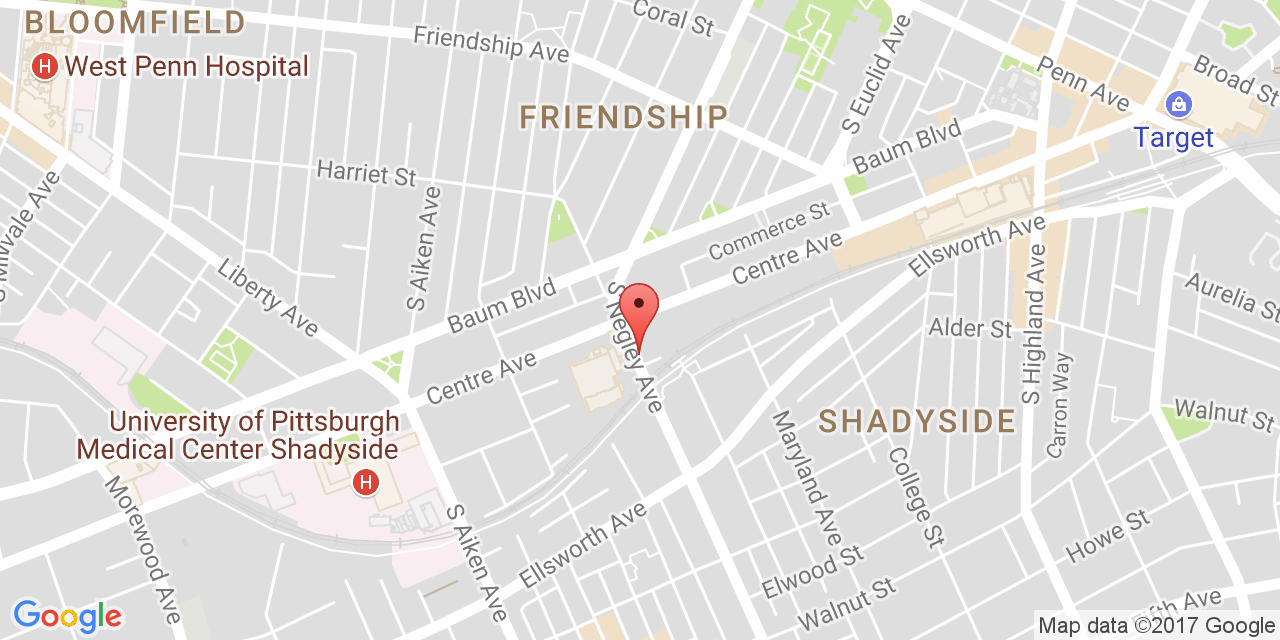 BLOOMFIELD
West Penn Hospital
Friendship Ave
Coral St
S Euclid Ave
Penn Ave
Broad St
Target
FRIENDSHIP
Baum Blvd
Harriet St
S Aiken Ave
Commerce St
Centre Ave
Ellsworth Ave
Liberty Ave
Baum Blvd
S Negley Ave
Aurelia St
Alder St
S Highland Ave
Carron Way
Centre Ave
University of Pittsburgh
Medical Center Shadyside
SHADYSIDE
Walnut St
Maryland Ave
College St
Morewood Ave
S Aiken Ave
Ellsworth Ave
Howe St
Elwood St
Walnut St
Google
Map data ©2017 Google